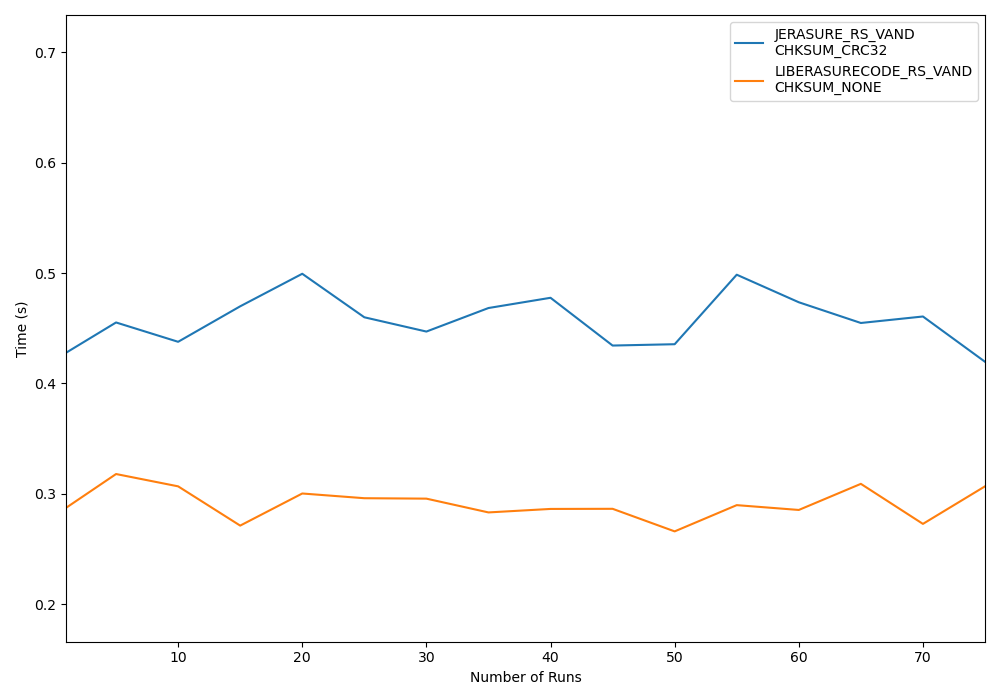 JERASURE_RS_VAND
CHKSUM_CRC32
LIBERASURECODE_RS_VAND
CHKSUM_NONE
0.7
0.6
0.5
0.4
0.3
0.2
Time (s)
10 20 30 40 50 60 70
Number of Runs